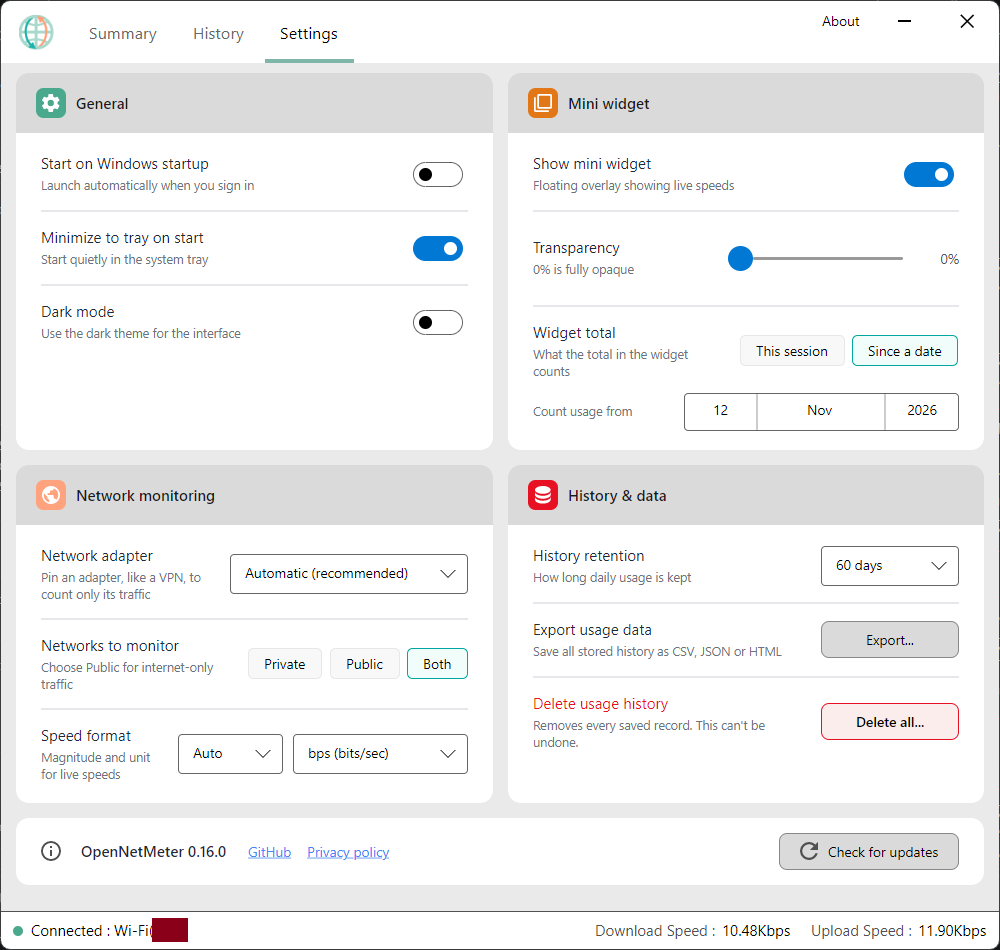 Summary
History
Settings
About
General
Start on Windows startup
Launch automatically when you sign in
Minimize to tray on start
Start quietly in the system tray
Dark mode
Use the dark theme for the interface
Mini widget
Show mini widget
Floating overlay showing live speeds
Transparency
0% is fully opaque
0%
Widget total
What the total in the widget
counts
This session
Since a date
Count usage from
12
Nov
2026
Network monitoring
Network adapter
Pin an adapter, like a VPN, to
count only its traffic
Automatic (recommended)
Networks to monitor
Choose Public for internet-only
traffic
Private
Public
Both
Speed format
Magnitude and unit
for live speeds
Auto
bps (bits/sec)
History & data
History retention
How long daily usage is kept
60 days
Export usage data
Save all stored history as CSV, JSON or HTML
Export...
Delete usage history
Removes every saved record. This can't be
undone.
Delete all...
OpenNetMeter 0.16.0
GitHub
Privacy policy
Check for updates
Connected : Wi-Fi(
Download Speed : 10.48Kbps
Upload Speed : 11.90Kbps